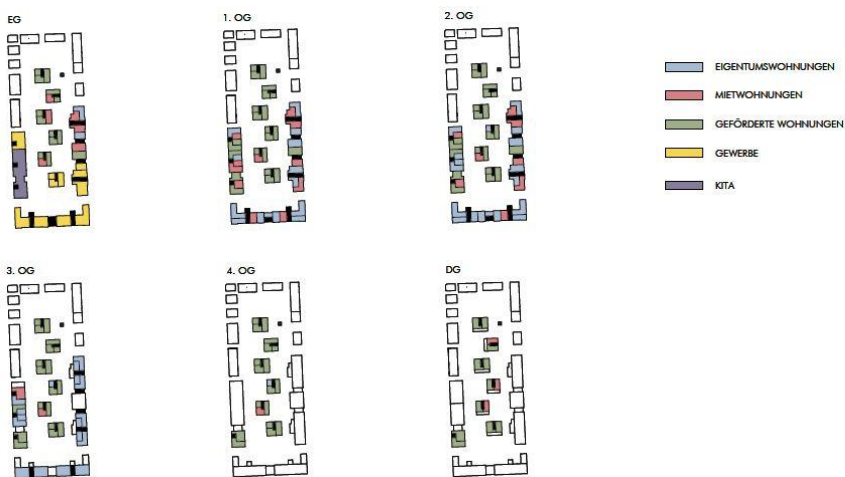 EG
1. OG
2. OG
EIGENTUMSWOHNUNGEN
MIETWOHNUNGEN
GEFÖRDERTE WOHNUNGEN
GEWERBE
KITA
3. OG
4. OG
DG